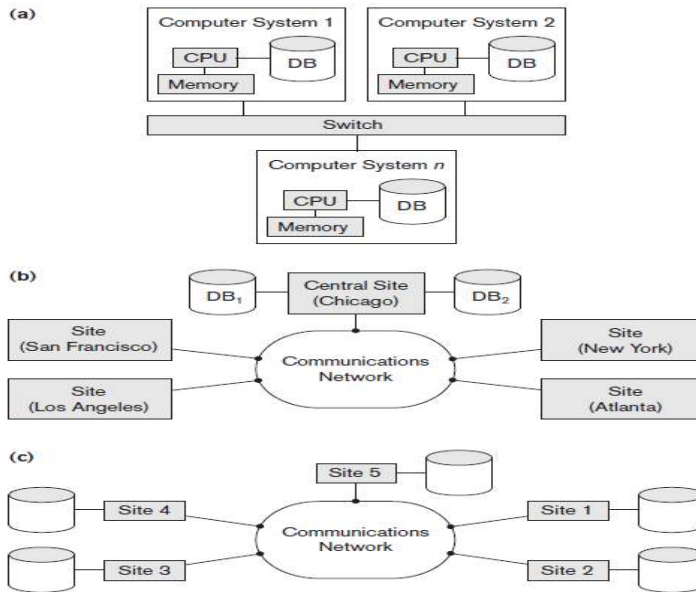 (a)
Computer System 1
CPU
DB
Memory
Computer System 2
CPU
DB
Memory
Switch
Computer System n
CPU
DB
Memory
(b)
DB₁
Central Site
(Chicago)
DB₂
Site
(San Francisco)
Communications
Network
Site
(New York)
Site
(Los Angeles)
Site
(Atlanta)
(c)
Site 5
Site 4
Communications
Network
Site 1
Site 3
Site 2